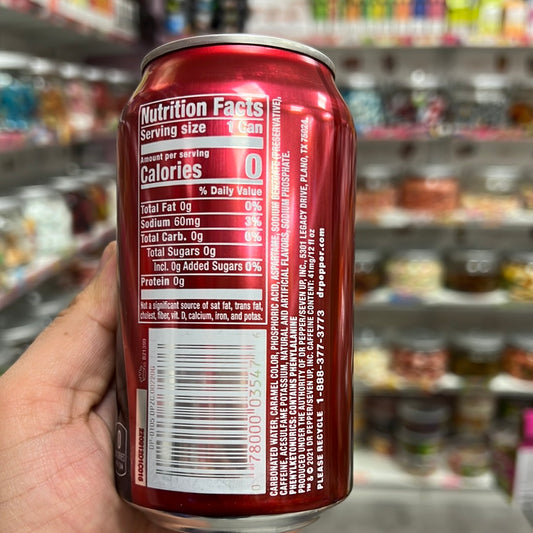 Nutrition Facts
Serving size 1 Can
Amount per serving
Calories 0
% Daily Value
Total Fat 0g 0%
Sodium 60mg 3%
Total Carb. 0g 0%
Total Sugars 0g
Incl. 0g Added Sugars 0%
Protein 0g
Not a significant source of sat fat, trans fat,
cholest, fiber, vit. D, calcium, iron, and potas.
0 78000 03547
CARBONATED WATER, CARAMEL COLOR, PHOSPHORIC ACID, ASPARTAME, SODIUM BENZOATE (PRESERVATIVE),
CAFFEINE, ACESULFAME POTASSIUM, NATURAL AND ARTIFICIAL FLAVORS, SODIUM PHOSPHATE.
PHENYLKETONURICS: CONTAINS PHENYLALANINE
PRODUCED UNDER THE AUTHORITY OF DR PEPPER/SEVEN UP, INC., 5301 LEGACY DRIVE, PLANO, TX 75024.
™ & © 2021 DR PEPPER/SEVEN UP, INC. CAFFEINE CONTENT: 41mg/12 fl oz
PLEASE RECYCLE 1-888-377-3773 drpepper.com